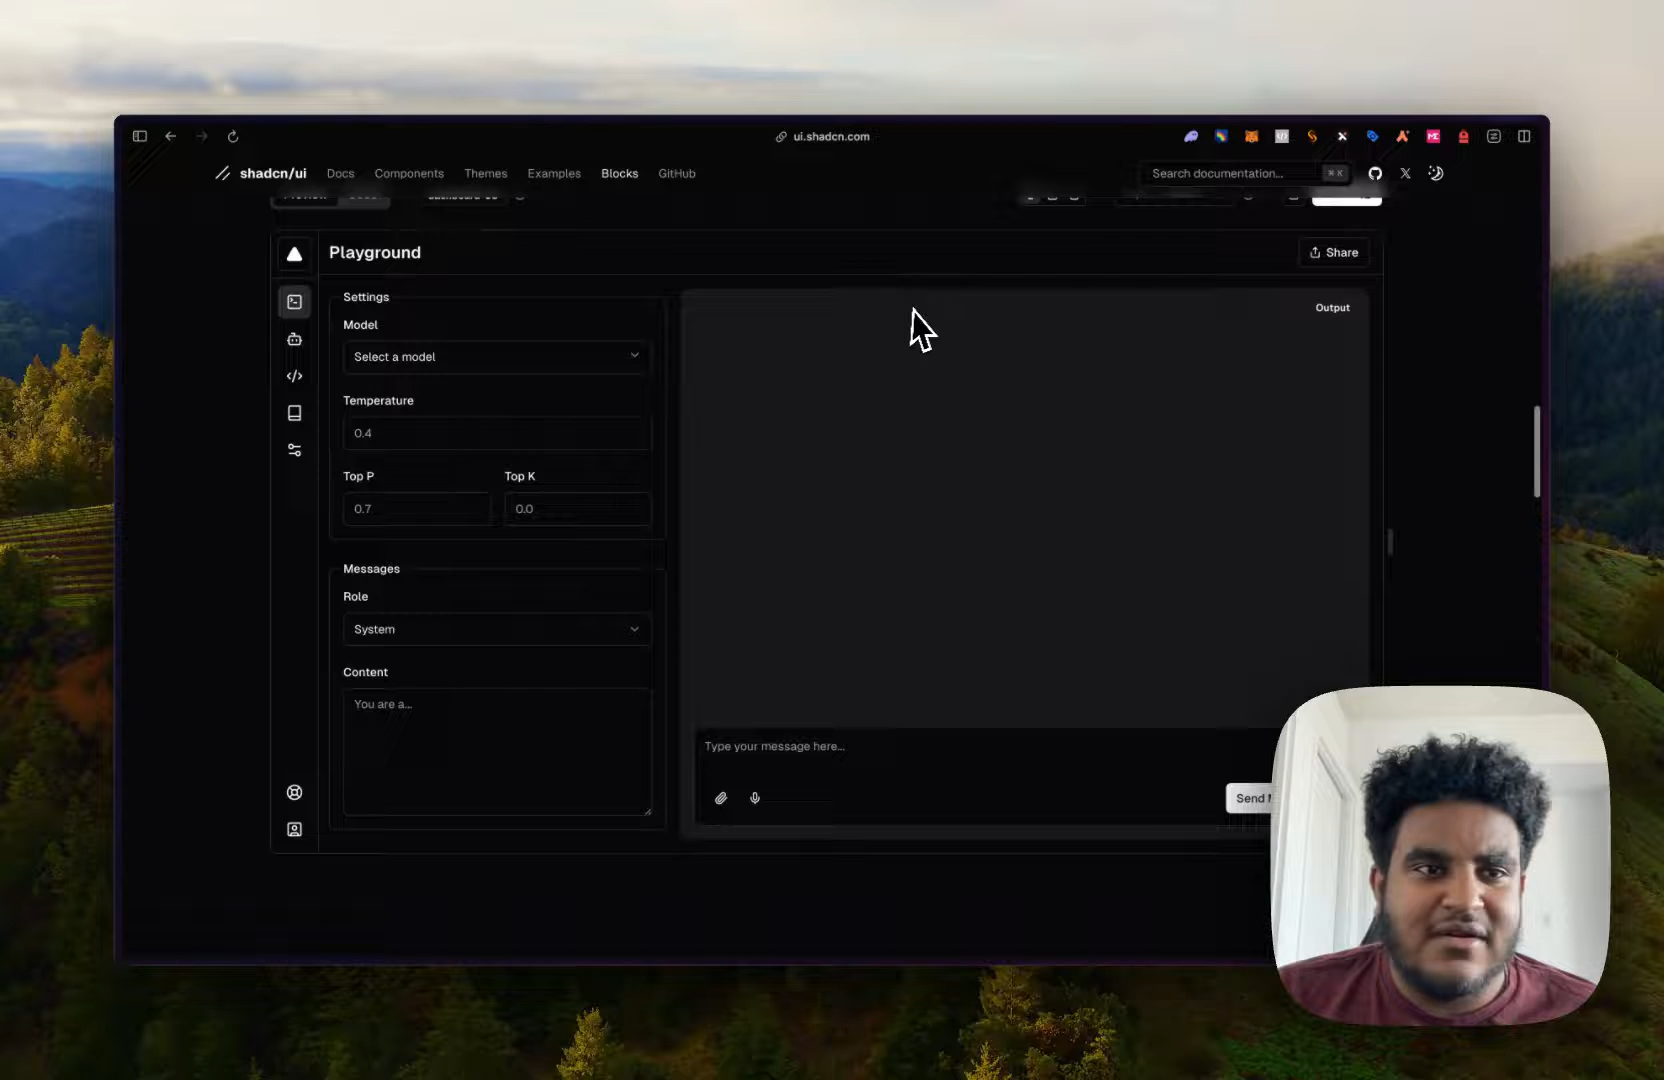 ui.shadcn.com
shadcn/ui Docs Components Themes Examples Blocks GitHub Search documentation... ⌘ K
Playground
Share
Settings
Output
Model
Select a model
Temperature
0.4
Top P Top K
0.7 0.0
Messages
Role
System
Content
You are a...
Type your message here...
Send